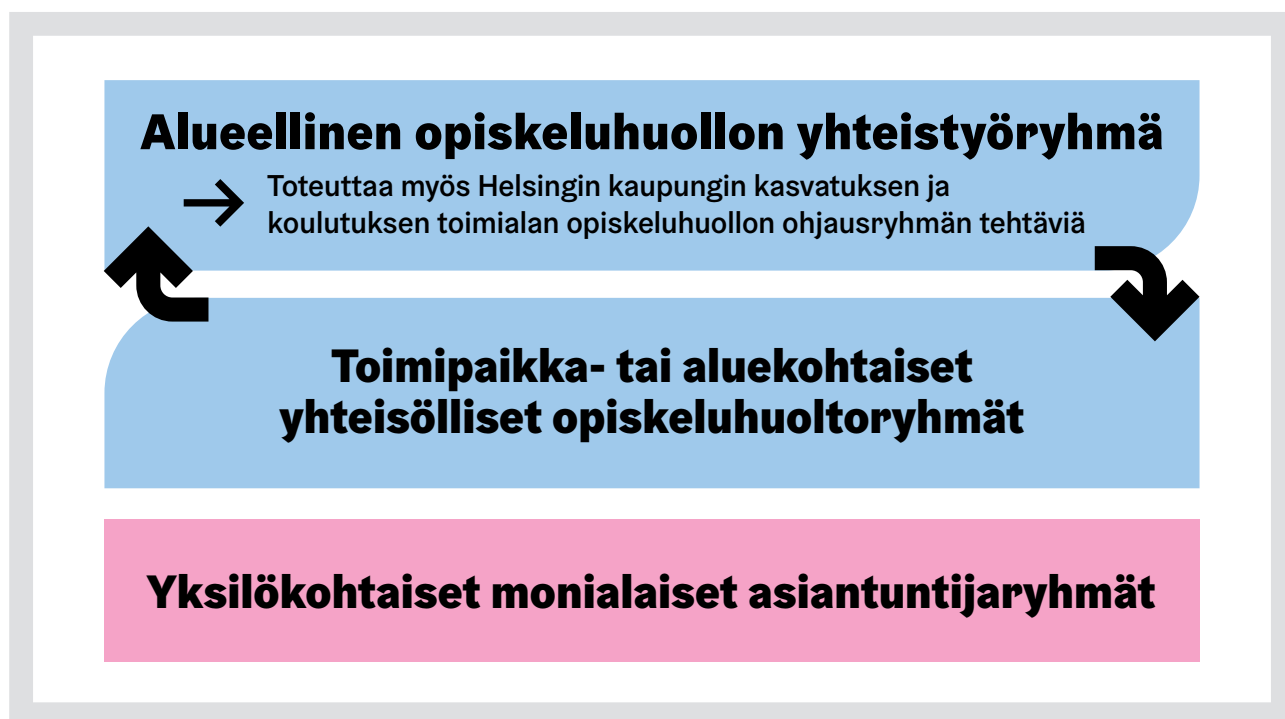 Alueellinen opiskeluhuollon yhteistyöryhmä
Toteuttaa myös Helsingin kaupungin kasvatuksen ja
koulutuksen toimialan opiskeluhuollon ohjausryhmän tehtäviä
Toimipaikka- tai aluekohtaiset
yhteisölliset opiskeluhuoltoryhmät
Yksilökohtaiset monialaiset asiantuntijaryhmät